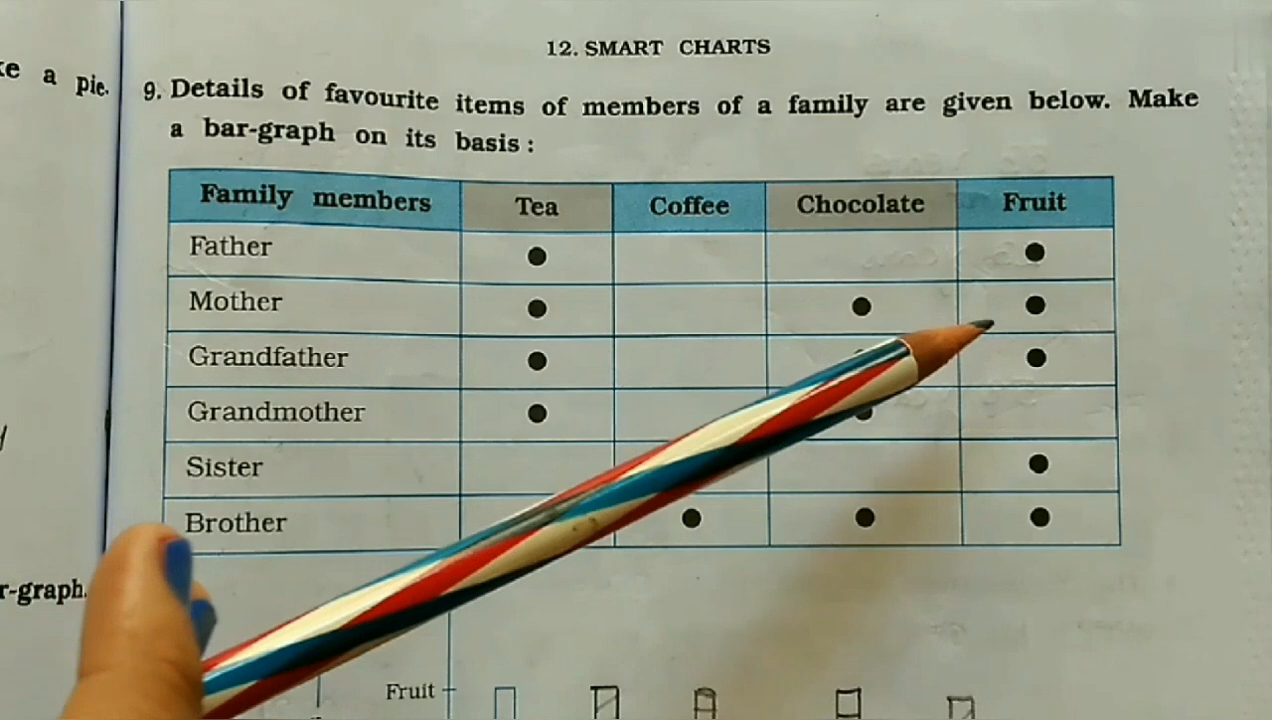 12. SMART CHARTS
ke a pie.
9. Details of favourite items of members of a family are given below. Make
a bar-graph on its basis :
Family members Tea Coffee Chocolate Fruit
Father
Mother
Grandfather
Grandmother
Sister
Brother
r-graph.
Fruit